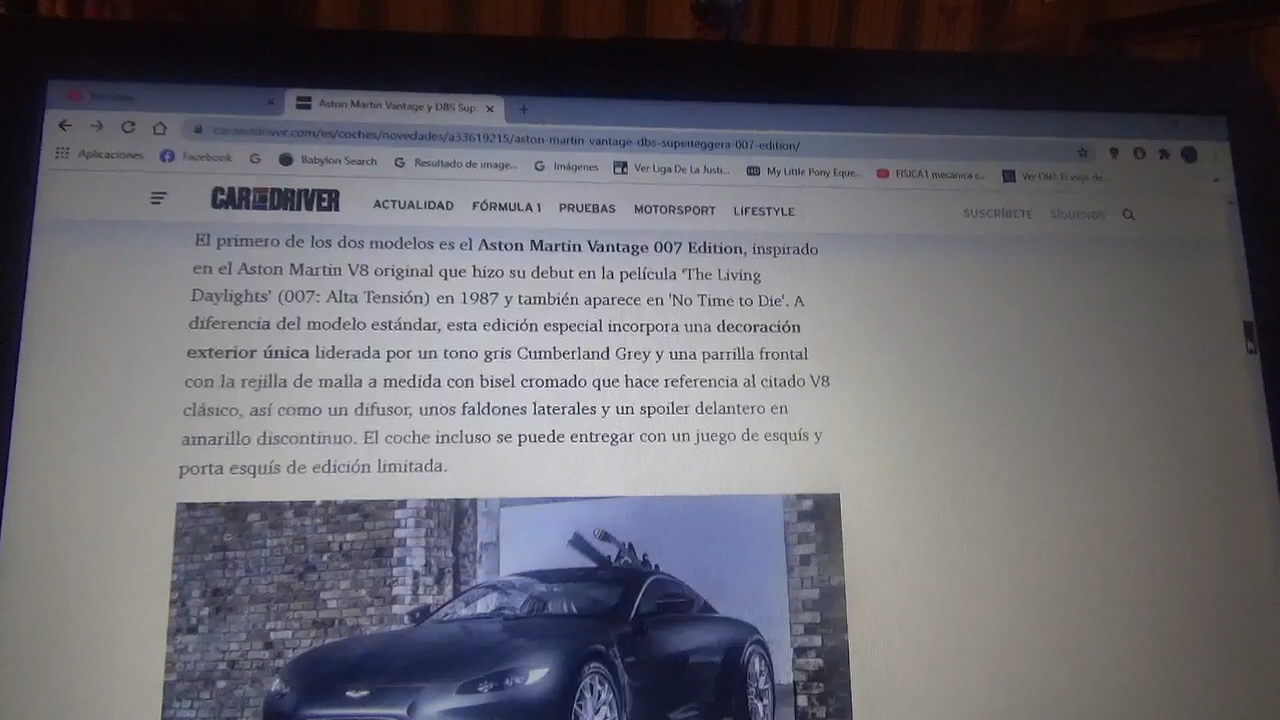 Aston Martin Vantage y DBS Sup
caranddriver.com/es/coches/novedades/a33619215/aston-martin-vantage-dbs-superleggera-007-edition/
Aplicaciones Facebook Babylon Search Resultado de image... Imágenes Ver Liga De La Justi... My Little Pony Eque... FISICA1 mecanica c...
CAR AND DRIVER ACTUALIDAD FÓRMULA 1 PRUEBAS MOTORSPORT LIFESTYLE SUSCRÍBETE SÍGUENOS
El primero de los dos modelos es el Aston Martin Vantage 007 Edition, inspirado
en el Aston Martin V8 original que hizo su debut en la película 'The Living
Daylights' (007: Alta Tensión) en 1987 y también aparece en 'No Time to Die'. A
diferencia del modelo estándar, esta edición especial incorpora una decoración
exterior única liderada por un tono gris Cumberland Grey y una parrilla frontal
con la rejilla de malla a medida con bisel cromado que hace referencia al citado V8
clásico, así como un difusor, unos faldones laterales y un spoiler delantero en
amarillo discontinuo. El coche incluso se puede entregar con un juego de esquís y
porta esquís de edición limitada.